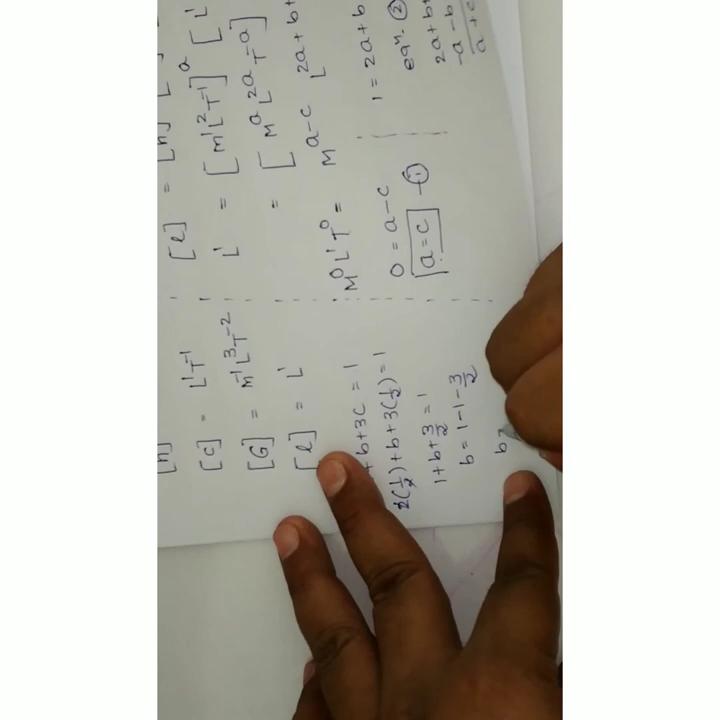 [h]
[C] = L¹T⁻¹
[G] = M⁻¹L³T⁻²
[l] = L¹
+ b + 3c = 1
2(1/2) + b + 3(1/2) = 1
1 + b + 3/2 = 1
b = 1 - 1 - 3/2
b =
[l] = [h]
L¹ = [M¹L²T⁻¹]ᵃ [L¹
= [MᵃL²ᵃT⁻ᵃ]
M⁰L¹T⁰ = Mᵃ⁻ᶜ L²ᵃ⁺ᵇ⁺
0 = a - c
a = c — ①
1 = 2a + b
eqn. ②
2a + b +
-a - b
a + c